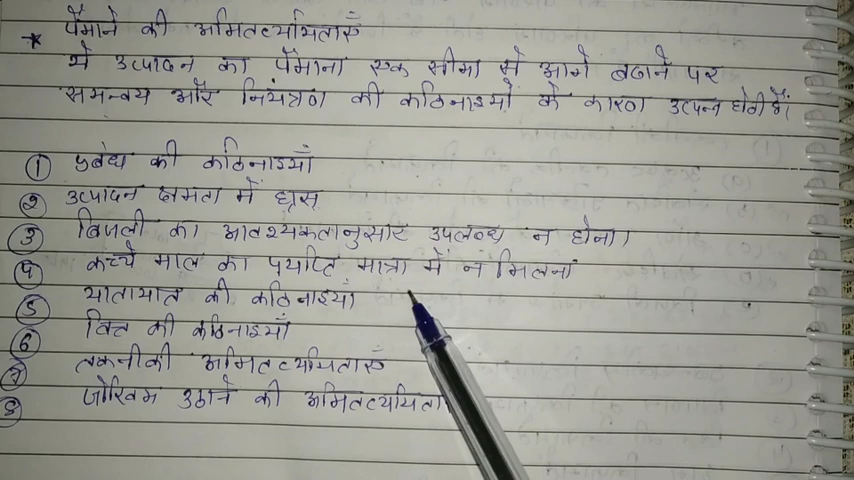 * पैमाने की अमितव्ययिताएँ
ये उत्पादन का पैमाना एक सीमा से आगे बढाने पर
समन्वय और नियंत्रण की कठिनाइयों के कारण उत्पन्न होती हैं
① प्रबंध की कठिनाइयाँ
② उत्पादन क्षमता में ह्रास
③ बिजली का आवश्यकतानुसार उपलब्ध न होना।
④ कच्चे माल का पर्याप्त मात्रा में न मिलना
⑤ यातायात की कठिनाइयाँ
⑥ वित्त की कठिनाइयाँ
⑦ तकनीकी अमितव्ययिताएँ
⑧ जोखिम उठाने की अमितव्ययिता